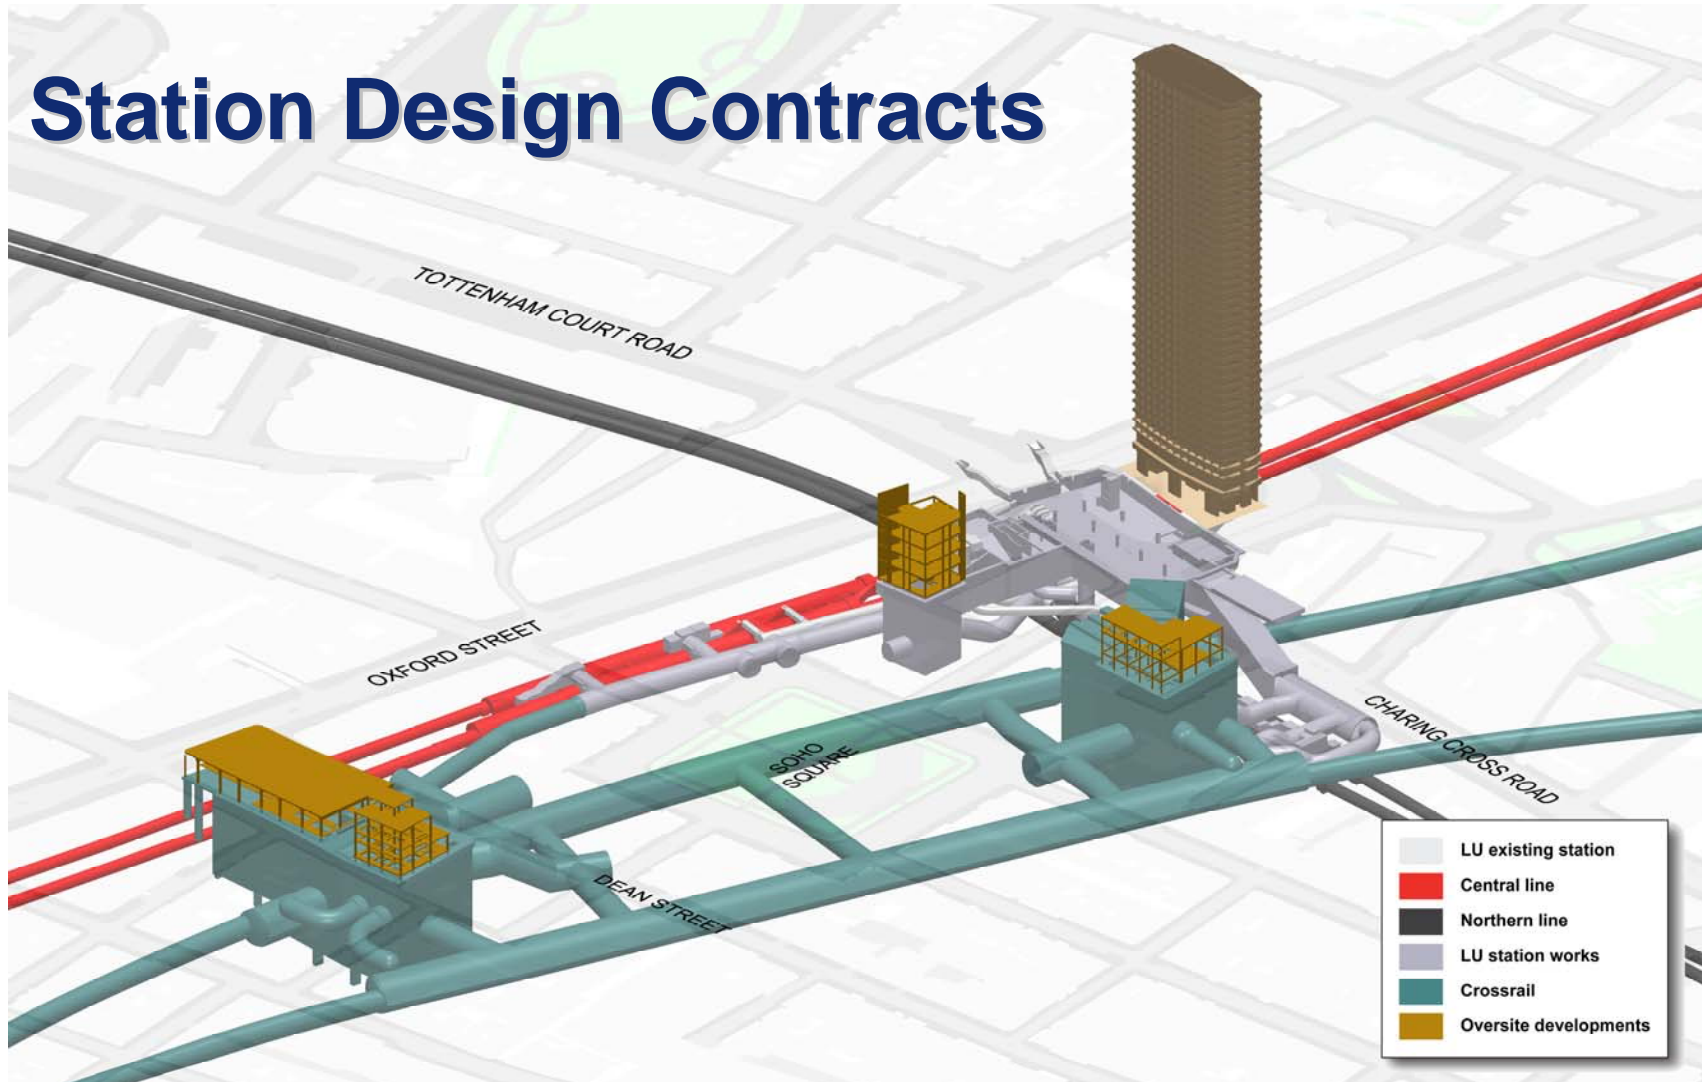 Station Design Contracts
TOTTENHAM COURT ROAD
OXFORD STREET
SOHO
SQUARE
CHARING CROSS ROAD
DEAN STREET
LU existing station
Central line
Northern line
LU station works
Crossrail
Oversite developments